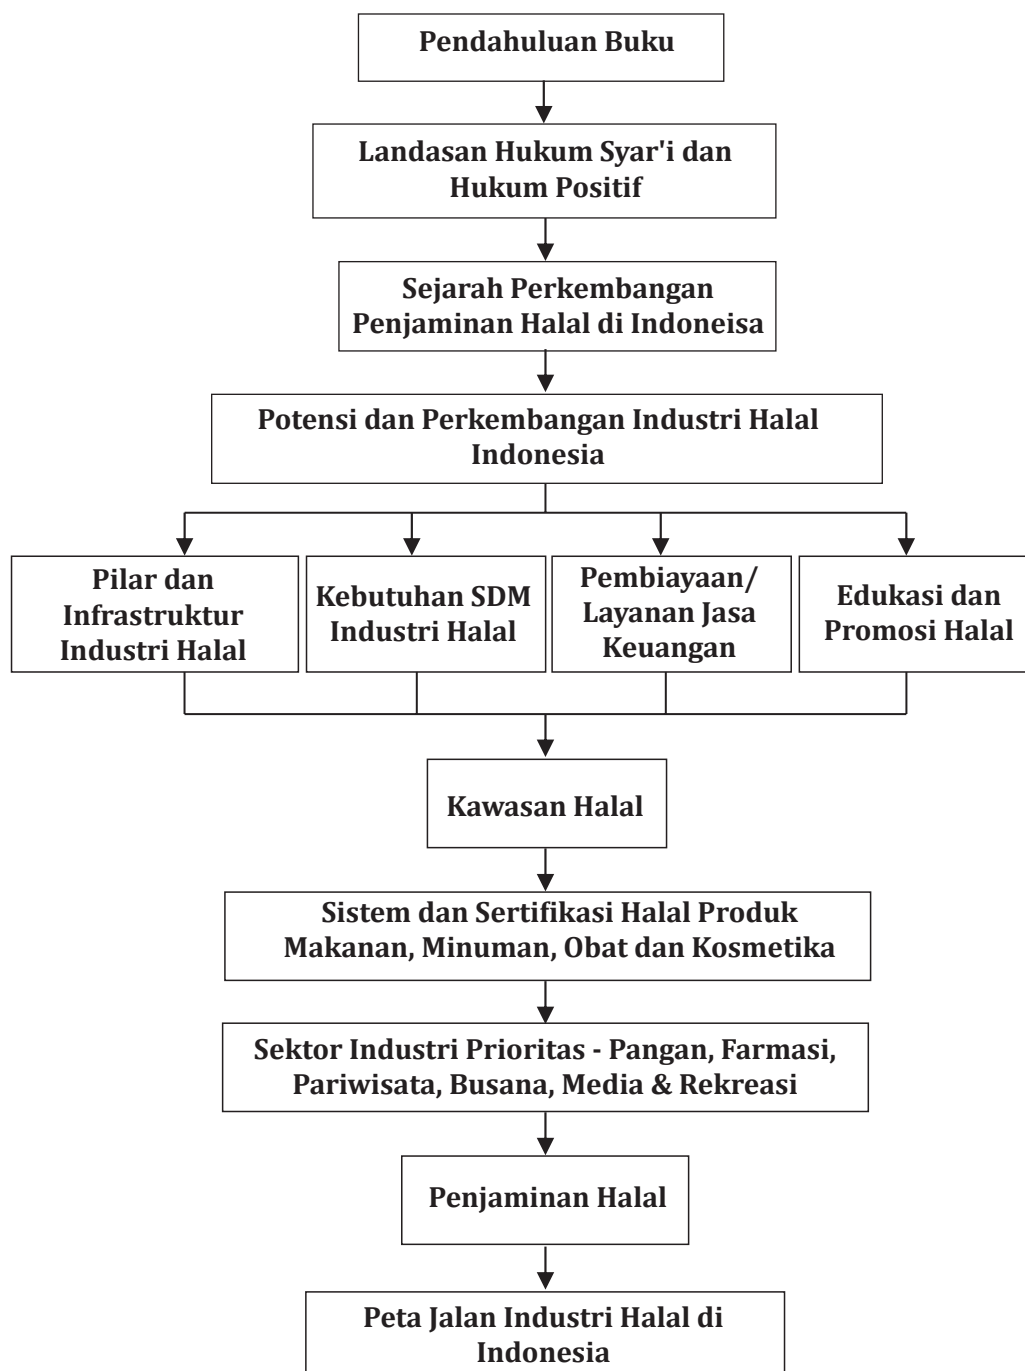 Pendahuluan Buku
Landasan Hukum Syar'i dan
Hukum Positif
Sejarah Perkembangan
Penjaminan Halal di Indoneisa
Potensi dan Perkembangan Industri Halal
Indonesia
Pilar dan
Infrastruktur
Industri Halal
Kebutuhan SDM
Industri Halal
Pembiayaan/
Layanan Jasa
Keuangan
Edukasi dan
Promosi Halal
Kawasan Halal
Sistem dan Sertifikasi Halal Produk
Makanan, Minuman, Obat dan Kosmetika
Sektor Industri Prioritas - Pangan, Farmasi,
Pariwisata, Busana, Media & Rekreasi
Penjaminan Halal
Peta Jalan Industri Halal di
Indonesia